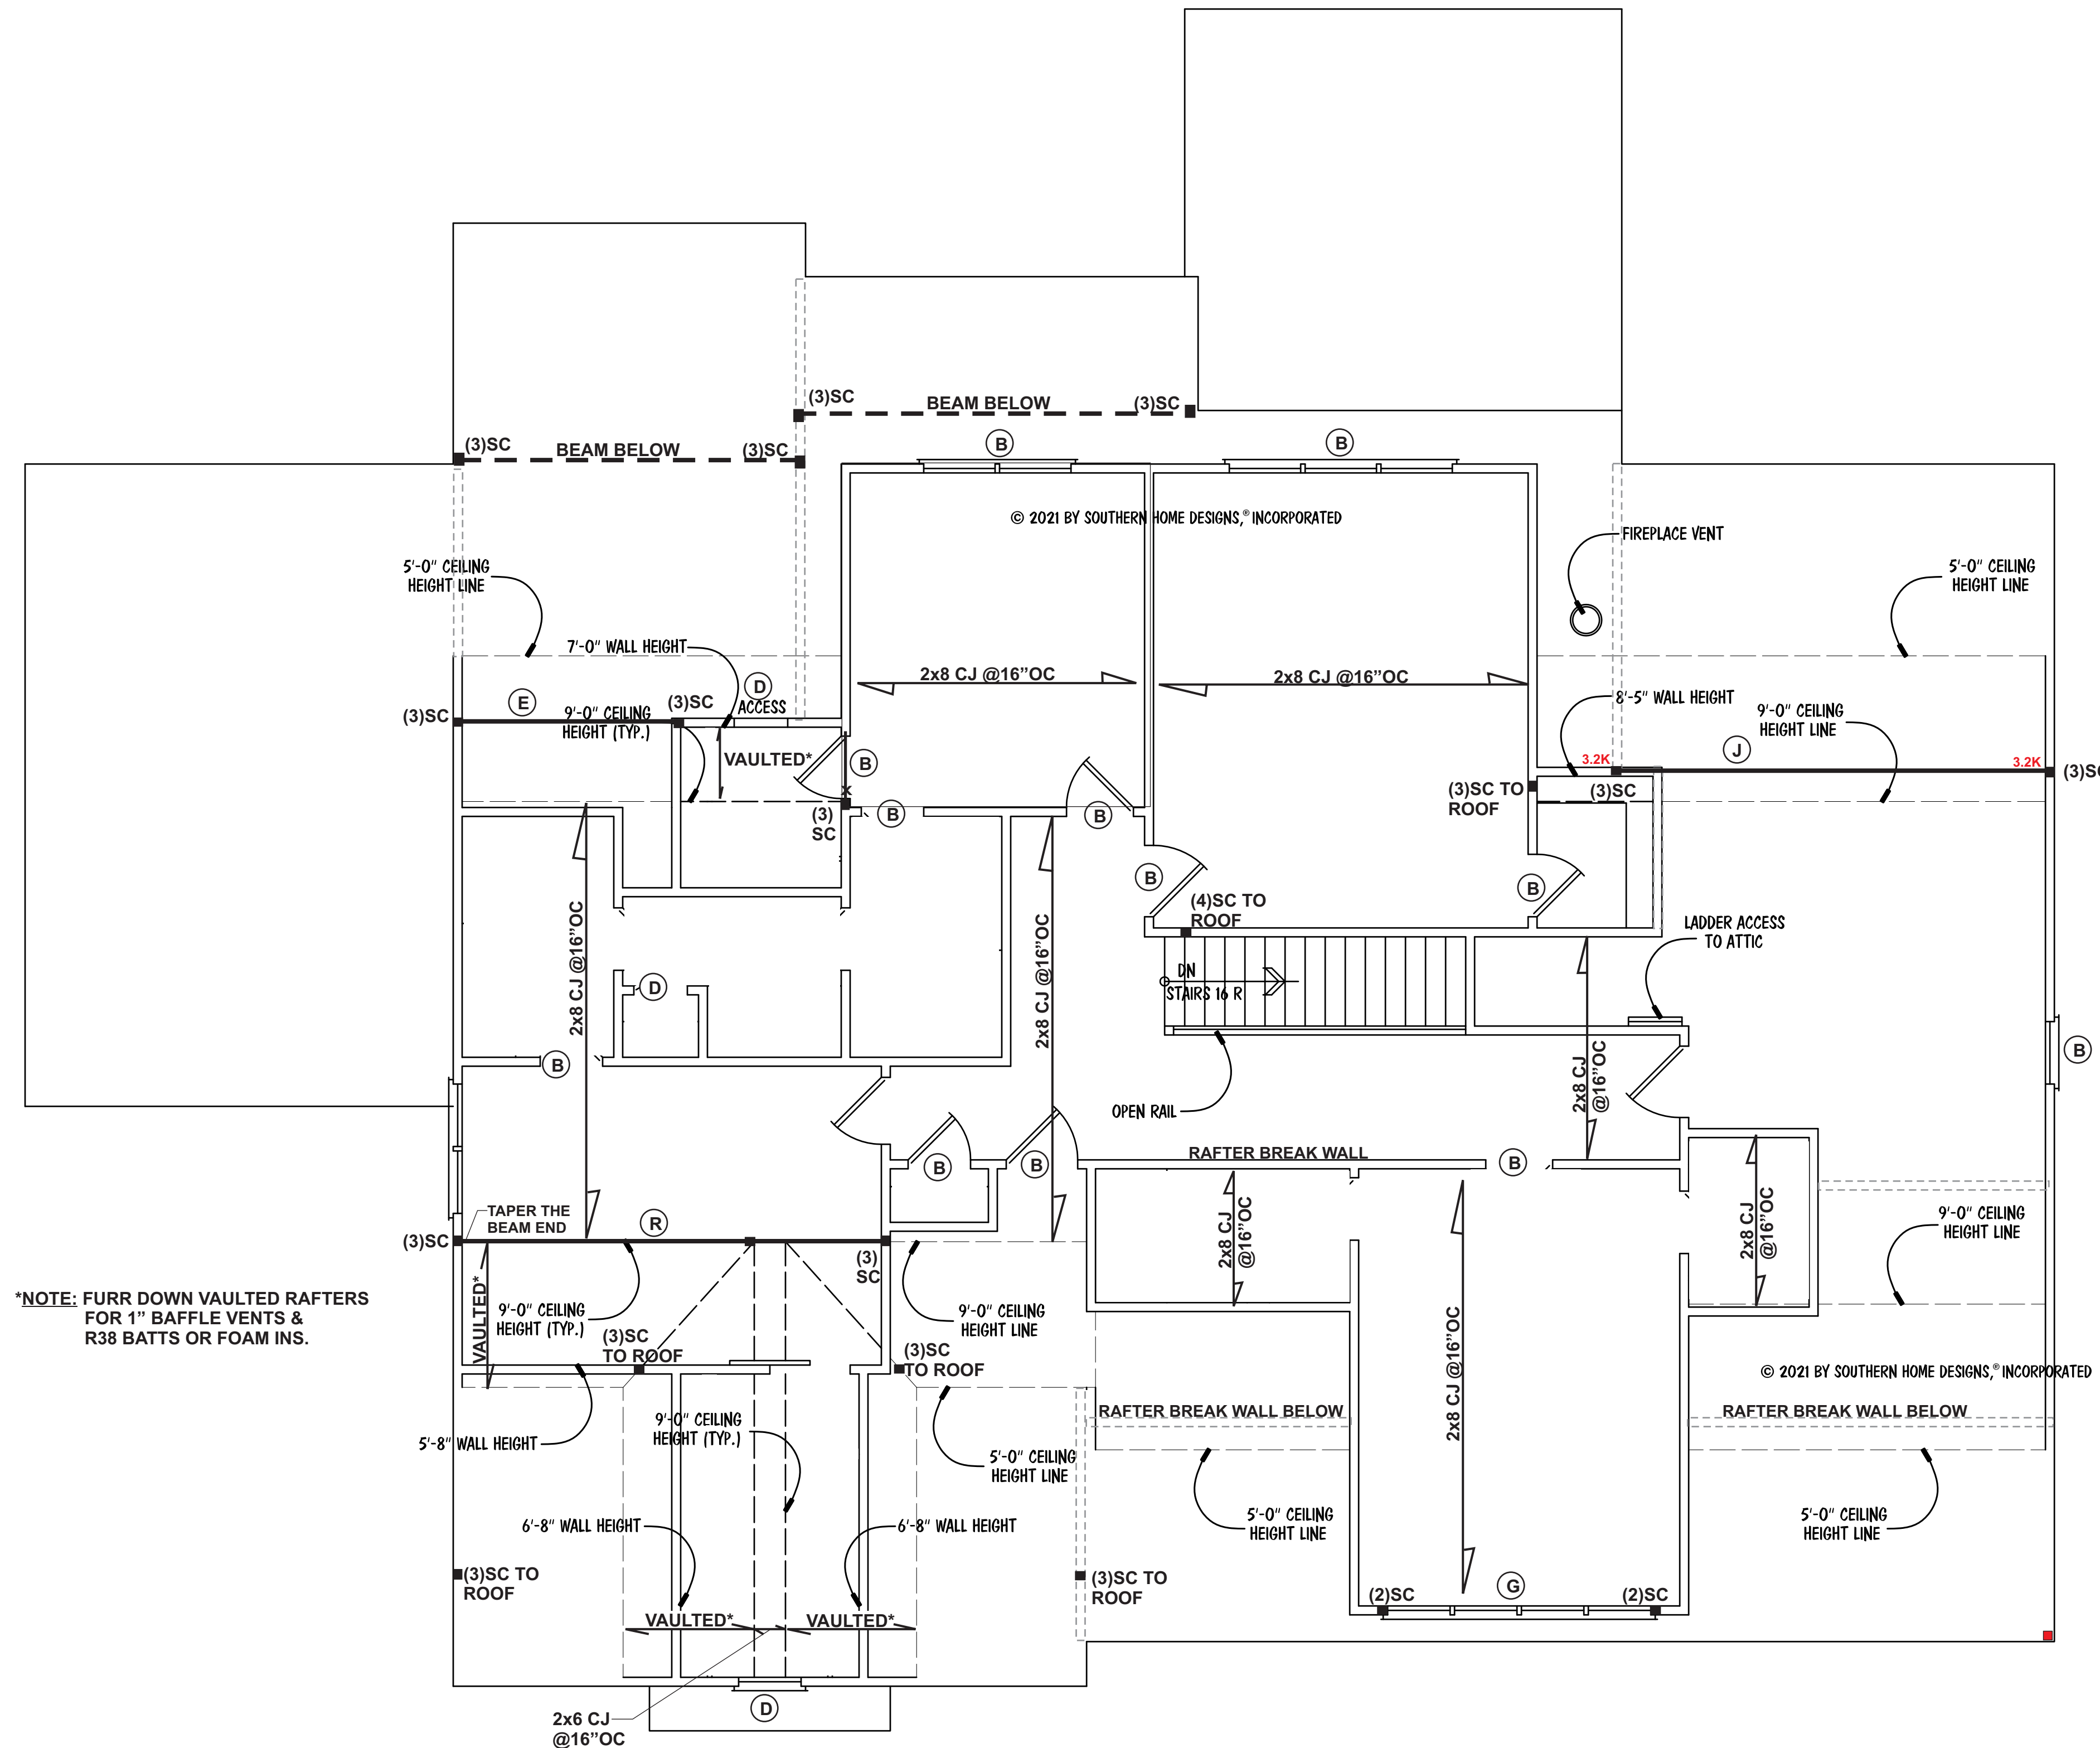 (3)SC
BEAM BELOW
(3)SC
(3)SC
BEAM BELOW
(3)SC
B
B
© 2021 BY SOUTHERN HOME DESIGNS,® INCORPORATED
FIREPLACE VENT
5'-0" CEILING
HEIGHT LINE
5'-0" CEILING
HEIGHT LINE
7'-0" WALL HEIGHT
2x8 CJ @16"OC
2x8 CJ @16"OC
D
ACCESS
E
(3)SC
(3)SC
9'-0" CEILING
HEIGHT (TYP.)
8'-5" WALL HEIGHT
9'-0" CEILING
HEIGHT LINE
J
VAULTED*
B
3.2K
3.2K
(3)SC
x
(3)
SC
B
B
(3)SC TO
ROOF
(3)SC
B
B
(4)SC TO
ROOF
2x8 CJ @16"OC
2x8 CJ @16"OC
LADDER ACCESS
TO ATTIC
D
DN
STAIRS 16 R
B
B
2x8 CJ
@16"OC
OPEN RAIL
RAFTER BREAK WALL
B
B
B
TAPER THE
BEAM END
R
(3)SC
(3)
SC
2x8 CJ
@16"OC
2x8 CJ
@16"OC
9'-0" CEILING
HEIGHT LINE
*NOTE: FURR DOWN VAULTED RAFTERS
FOR 1" BAFFLE VENTS &
R38 BATTS OR FOAM INS.
VAULTED*
9'-0" CEILING
HEIGHT (TYP.)
9'-0" CEILING
HEIGHT LINE
(3)SC
TO ROOF
(3)SC
TO ROOF
2x8 CJ @16"OC
© 2021 BY SOUTHERN HOME DESIGNS,® INCORPORATED
5'-8" WALL HEIGHT
9'-0" CEILING
HEIGHT (TYP.)
RAFTER BREAK WALL BELOW
RAFTER BREAK WALL BELOW
5'-0" CEILING
HEIGHT LINE
6'-8" WALL HEIGHT
6'-8" WALL HEIGHT
5'-0" CEILING
HEIGHT LINE
5'-0" CEILING
HEIGHT LINE
(3)SC TO
ROOF
(3)SC TO
ROOF
(2)SC
G
(2)SC
VAULTED*
VAULTED*
D
2x6 CJ
@16"OC